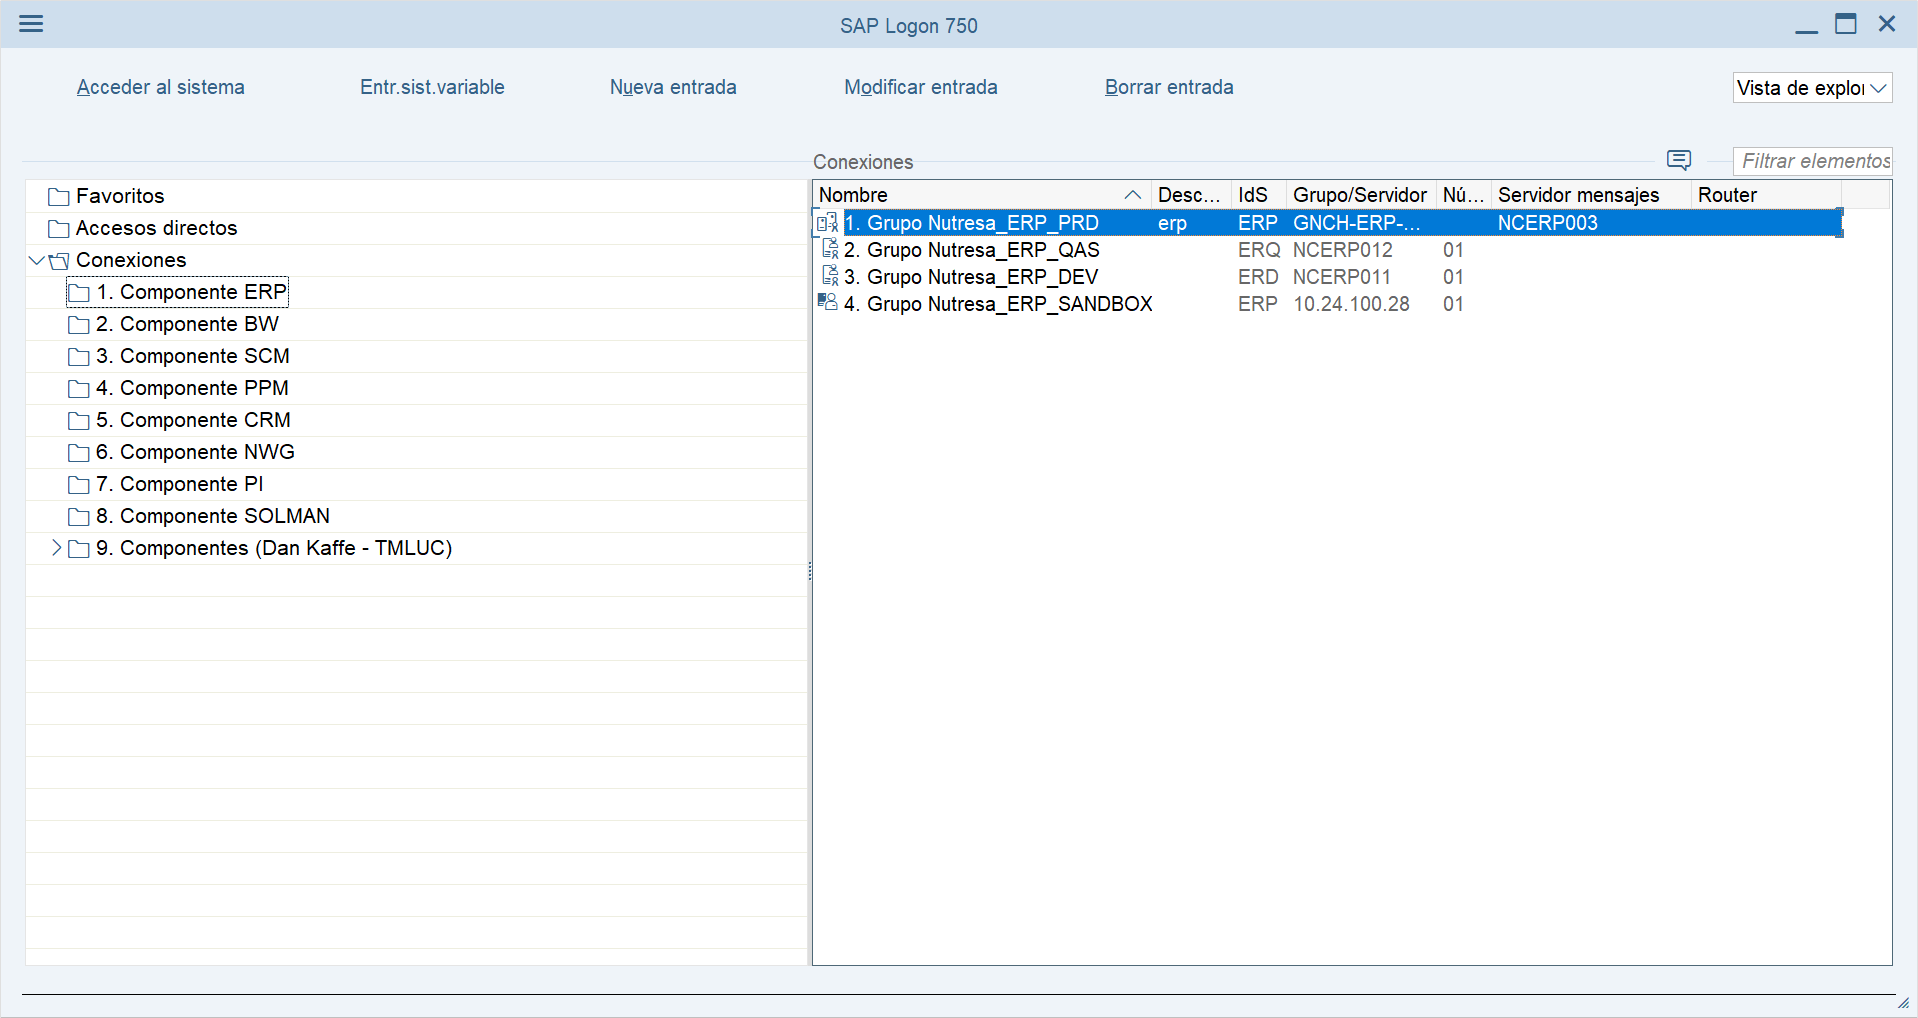 SAP Logon 750
Acceder al sistema Entr.sist.variable Nueva entrada Modificar entrada Borrar entrada Vista de explor
Conexiones Filtrar elementos
Favoritos
Accesos directos
Conexiones
1. Componente ERP
2. Componente BW
3. Componente SCM
4. Componente PPM
5. Componente CRM
6. Componente NWG
7. Componente PI
8. Componente SOLMAN
9. Componentes (Dan Kaffe - TMLUC)
Nombre Desc... IdS Grupo/Servidor Nú... Servidor mensajes Router
1. Grupo Nutresa_ERP_PRD erp ERP GNCH-ERP-... NCERP003
2. Grupo Nutresa_ERP_QAS ERQ NCERP012 01
3. Grupo Nutresa_ERP_DEV ERD NCERP011 01
4. Grupo Nutresa_ERP_SANDBOX ERP 10.24.100.28 01